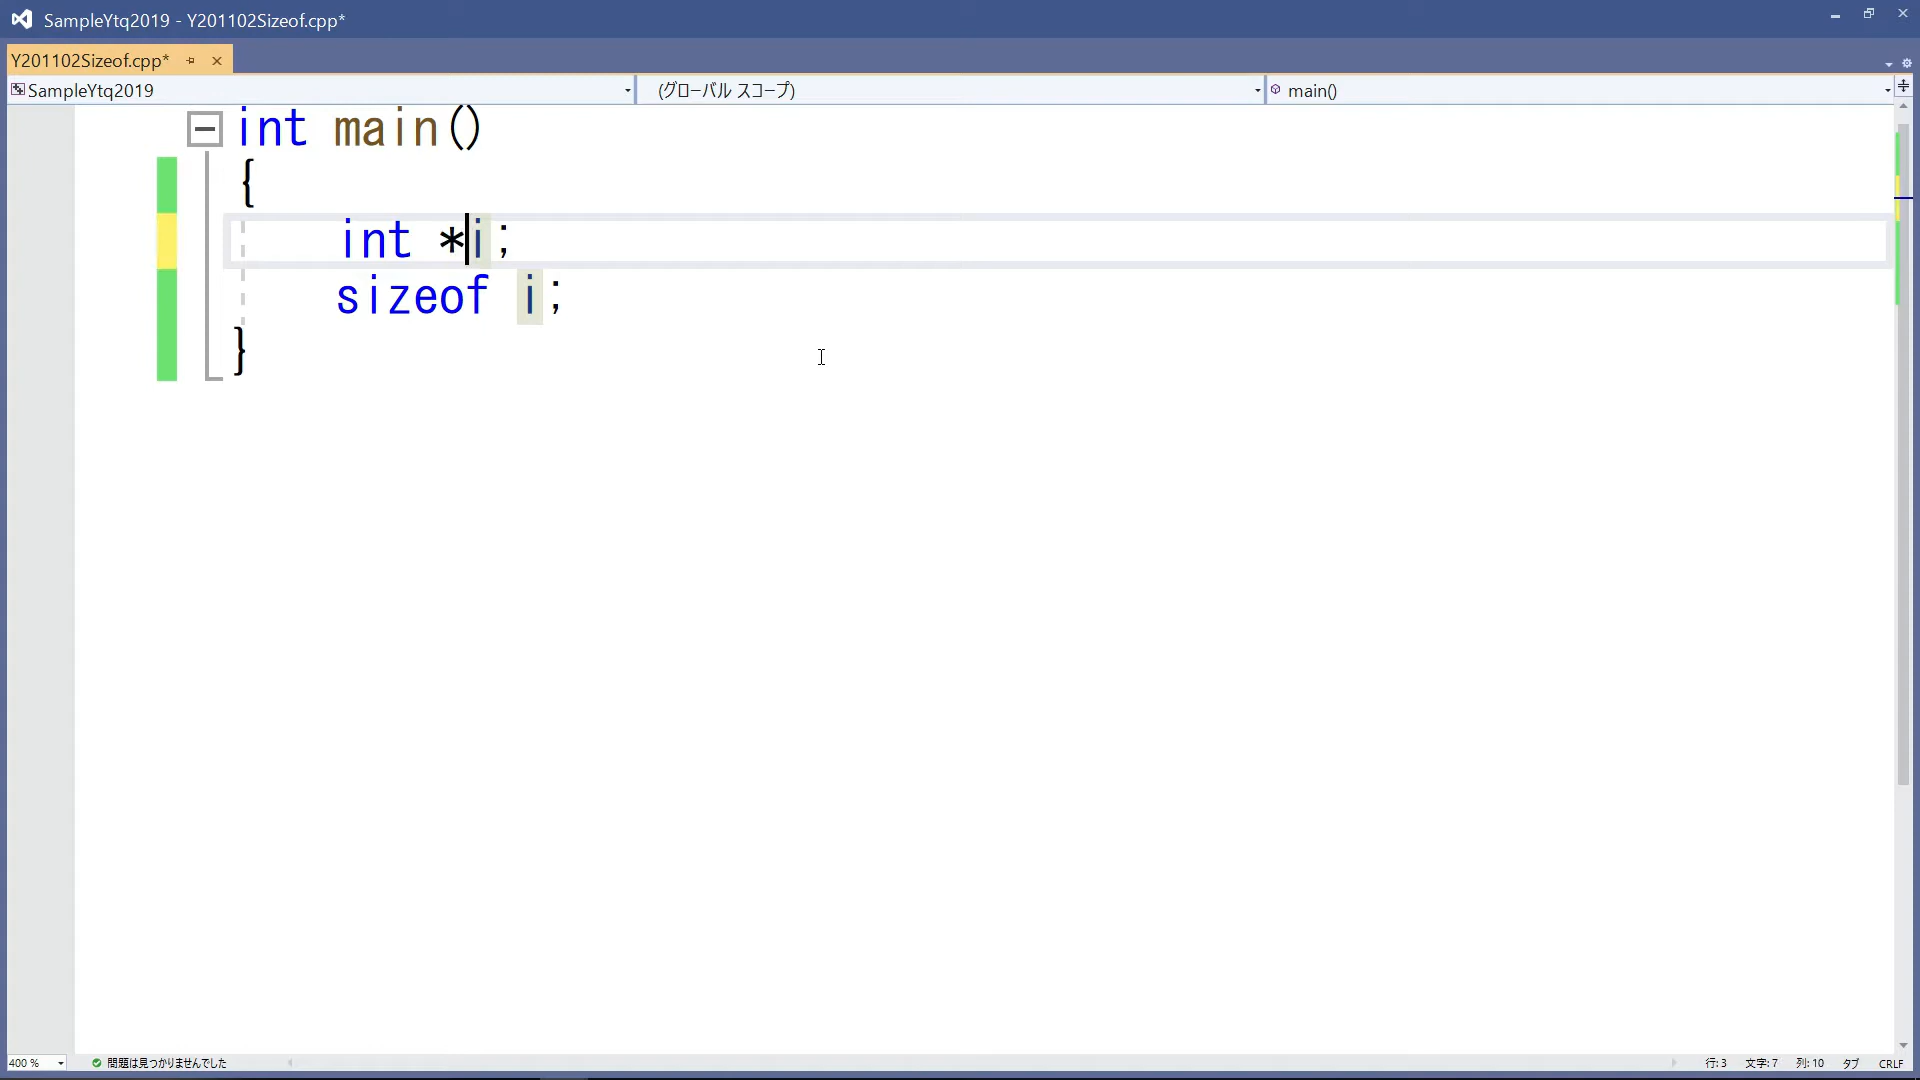 SampleYtq2019 - Y201102Sizeof.cpp*
Y201102Sizeof.cpp*
SampleYtq2019
(グローバル スコープ)
main()
int main()
{
int *i;
sizeof i;
}
400 %
問題は見つかりませんでした
行: 3
文字: 7
列: 10
タブ
CRLF